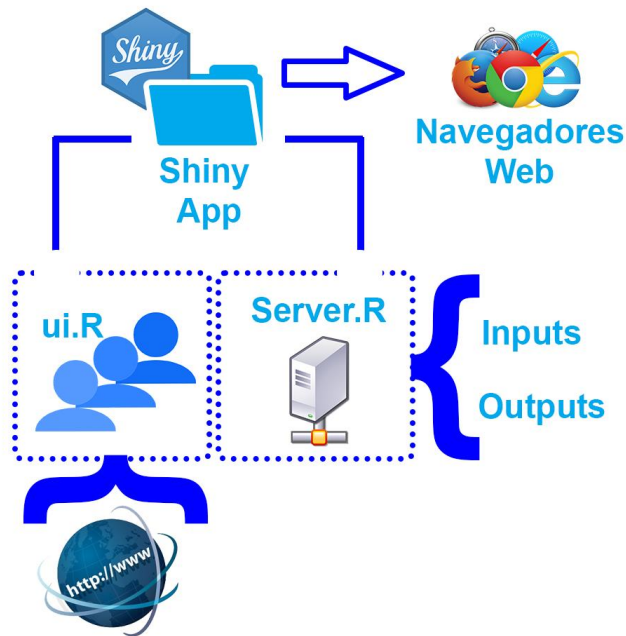 Shiny
Shiny
App
Navegadores
Web
ui.R
Server.R
Inputs
Outputs
http://www